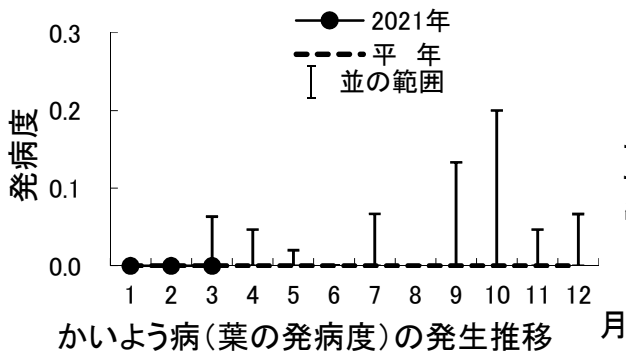 2021年
平 年
並の範囲
発病度
0.3
0.2
0.1
0.0
1 2 3 4 5 6 7 8 9 10 11 12
月
かいよう病(葉の発病度)の発生推移